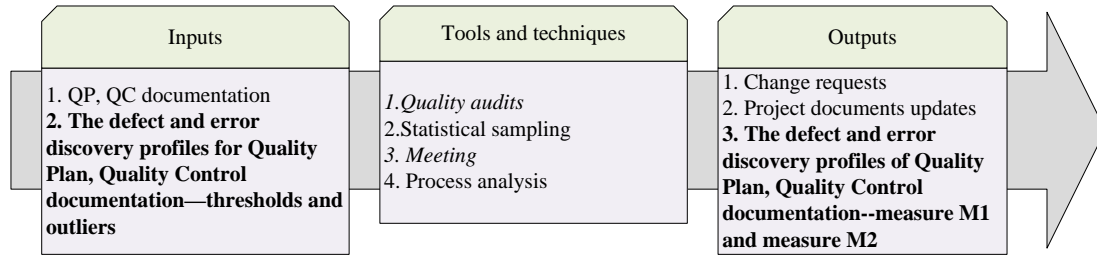 Inputs
1. QP, QC documentation
2. The defect and error
discovery profiles for Quality
Plan, Quality Control
documentation—thresholds and
outliers
Tools and techniques
1.Quality audits
2.Statistical sampling
3. Meeting
4. Process analysis
Outputs
1. Change requests
2. Project documents updates
3. The defect and error
discovery profiles of Quality
Plan, Quality Control
documentation--measure M1
and measure M2